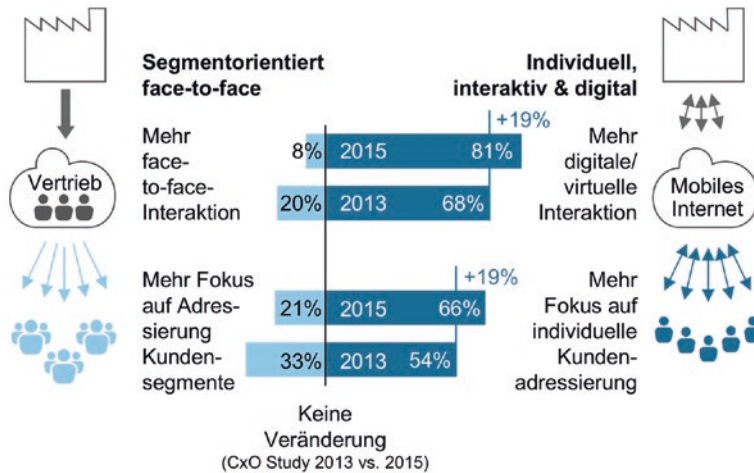 Segmentorientiert
face-to-face
Individuell,
interaktiv & digital
+19%
Mehr
face-
to-face-
Interaktion
8% 2015 81%
20% 2013 68%
Mehr
digitale/
virtuelle
Interaktion
Vertrieb
Mobiles
Internet
+19%
Mehr Fokus
auf Adres-
sierung
Kunden-
segmente
21% 2015 66%
33% 2013 54%
Mehr
Fokus auf
individuelle
Kunden-
adressierung
Keine
Veränderung
(CxO Study 2013 vs. 2015)